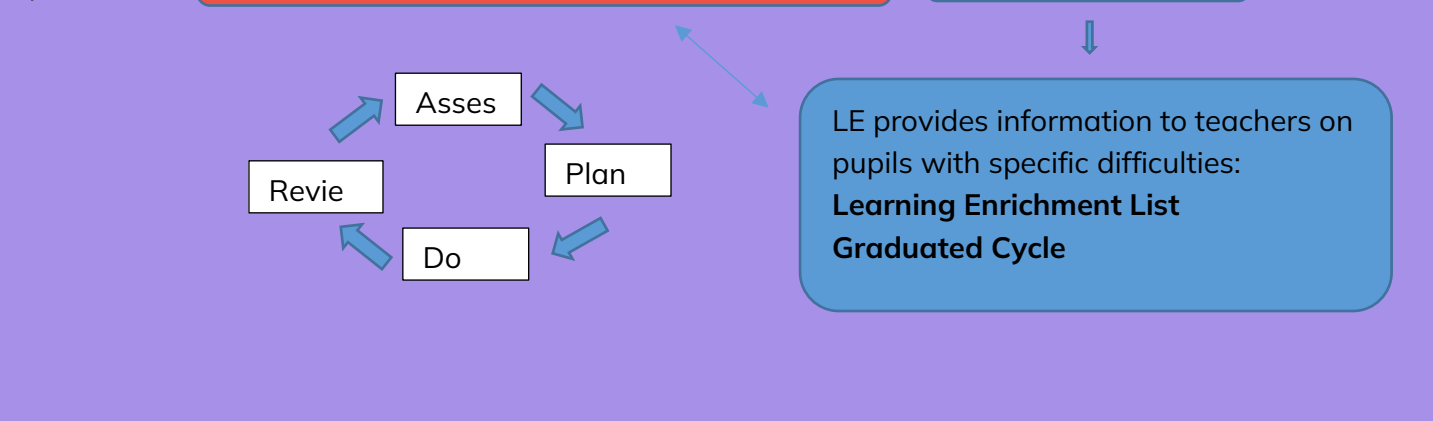 Asses
Plan
Revie
Do
LE provides information to teachers on
pupils with specific difficulties:
Learning Enrichment List
Graduated Cycle